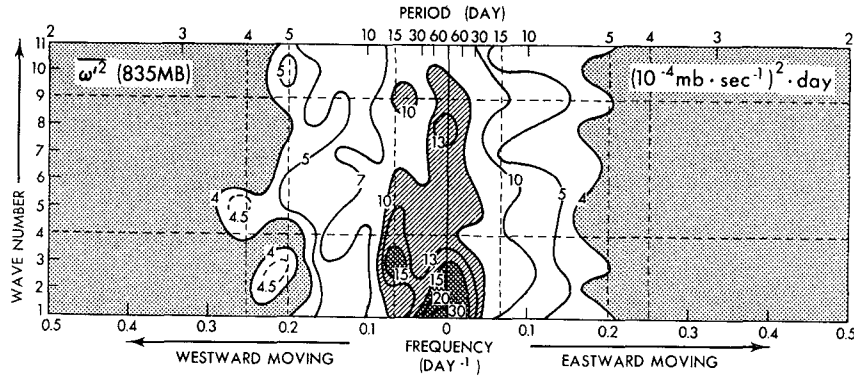 PERIOD (DAY)
2 3 4 5 10 15 30 60 60 30 15 10 5 4 3 2
ω'² (835MB)
(10⁻⁴mb·sec⁻¹)²·day
WAVE NUMBER
11
10
9
8
7
6
5
4
3
2
1
5 10 13
5 7 10 10 5 4
4 4.5
4 4.5
13 15 15 20 30
0.5 0.4 0.3 0.2 0.1 0 0.1 0.2 0.3 0.4 0.5
WESTWARD MOVING FREQUENCY (DAY⁻¹) EASTWARD MOVING